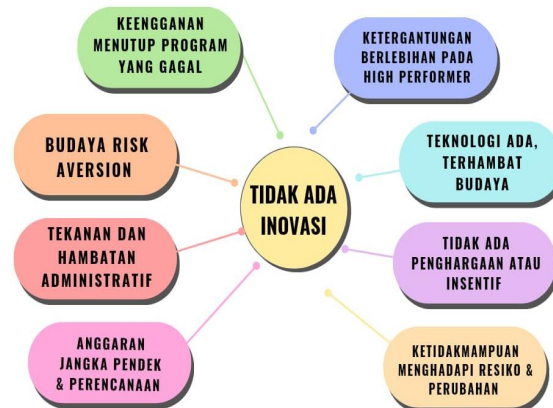 KEENGGANAN
MENUTUP PROGRAM
YANG GAGAL
KETERGANTUNGAN
BERLEBIHAN PADA
HIGH PERFORMER
BUDAYA RISK
AVERSION
TEKNOLOGI ADA,
TERHAMBAT
BUDAYA
TIDAK ADA
INOVASI
TEKANAN DAN
HAMBATAN
ADMINISTRATIF
TIDAK ADA
PENGHARGAAN ATAU
INSENTIF
ANGGARAN
JANGKA PENDEK
& PERENCANAAN
KETIDAKMAMPUAN
MENGHADAPI RESIKO &
PERUBAHAN